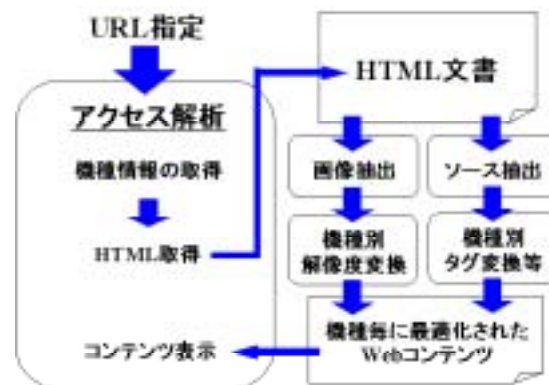 URL指定
アクセス解析
機種情報の取得
HTML取得
コンテンツ表示
HTML文書
画像抽出
ソース抽出
機種別
解像度変換
機種別
タグ変換等
機種毎に最適化された
Webコンテンツ